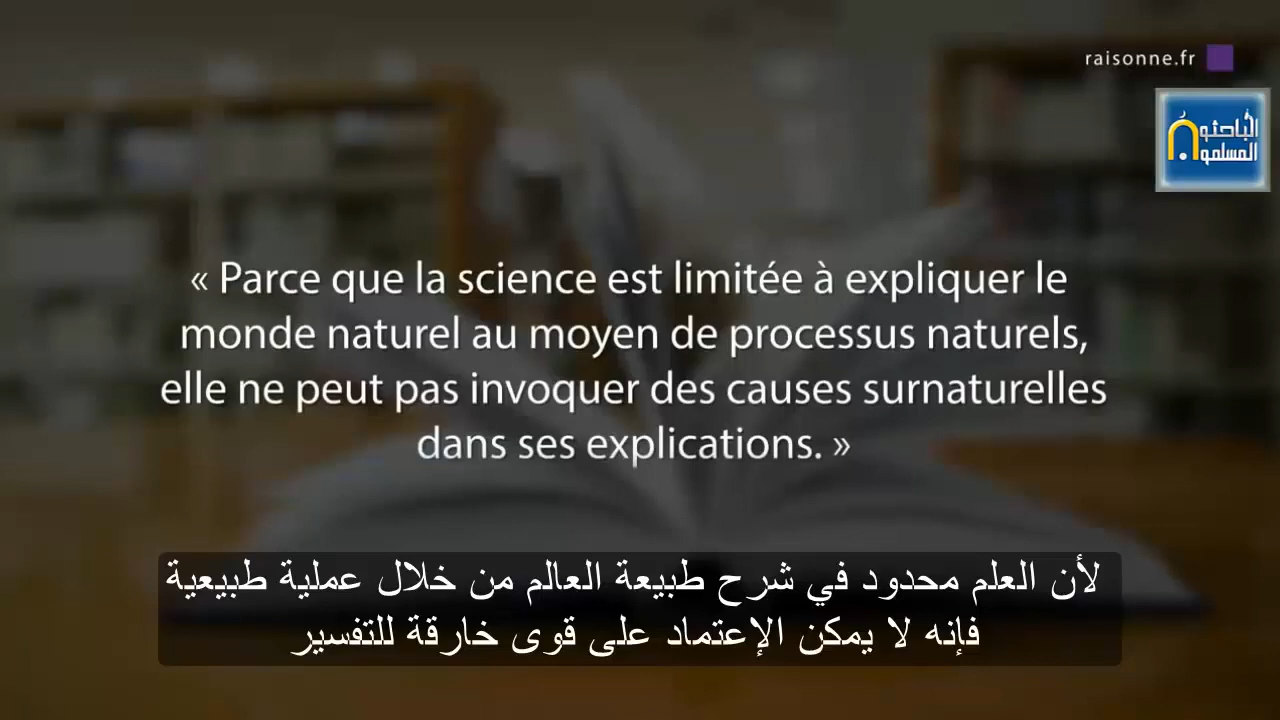 raisonne.fr
الباحثون
المسلمون
« Parce que la science est limitée à expliquer le
monde naturel au moyen de processus naturels,
elle ne peut pas invoquer des causes surnaturelles
dans ses explications. »
لأن العلم محدود في شرح طبيعة العالم من خلال عملية طبيعية
فإنه لا يمكن الإعتماد على قوى خارقة للتفسير